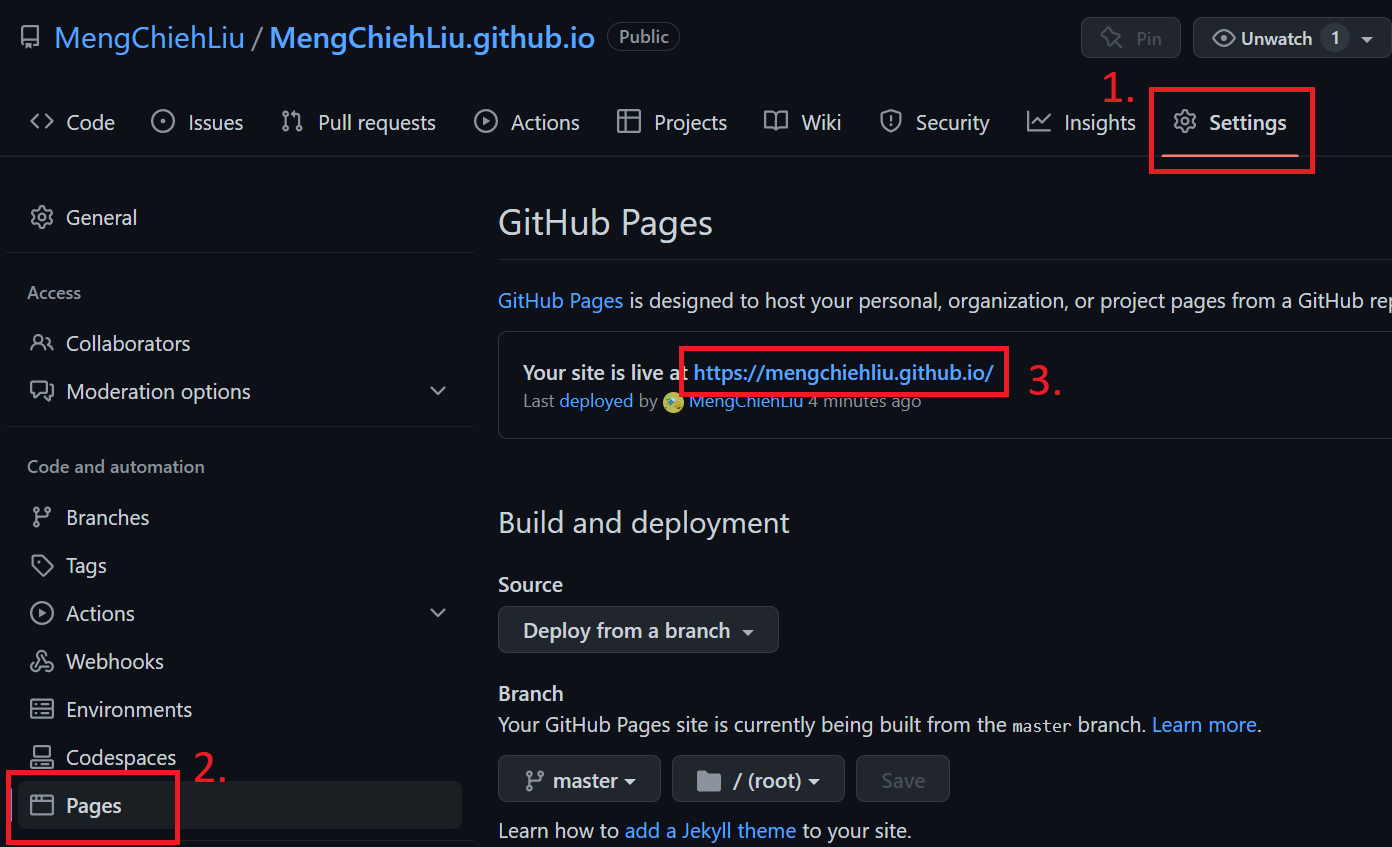 MengChiehLiu / MengChiehLiu.github.io Public Pin Unwatch 1
1.
Code Issues Pull requests Actions Projects Wiki Security Insights Settings
General
Access
Collaborators
Moderation options
Code and automation
Branches
Tags
Actions
Webhooks
Environments
Codespaces
2.
Pages
GitHub Pages
GitHub Pages is designed to host your personal, organization, or project pages from a GitHub
Your site is live at https://mengchiehliu.github.io/
3.
Last deployed by MengChiehLiu 4 minutes ago
Build and deployment
Source
Deploy from a branch
Branch
Your GitHub Pages site is currently being built from the master branch. Learn more.
master / (root) Save
Learn how to add a Jekyll theme to your site.